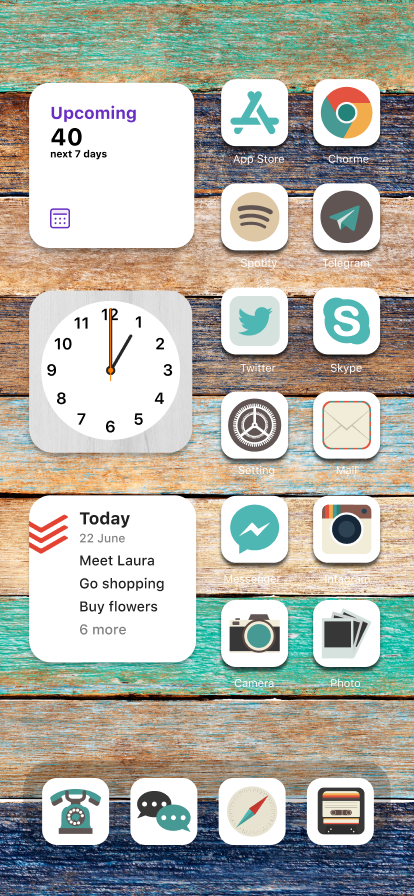 Upcoming
40
next 7 days
App Store
Chorme
Spotify
Telegram
12
1
2
3
4
5
6
7
8
9
10
11
Twitter
Skype
S
Setting
Mail
Today
22 June
Meet Laura
Go shopping
Buy flowers
6 more
Messenger
Instagram
Camera
Photo